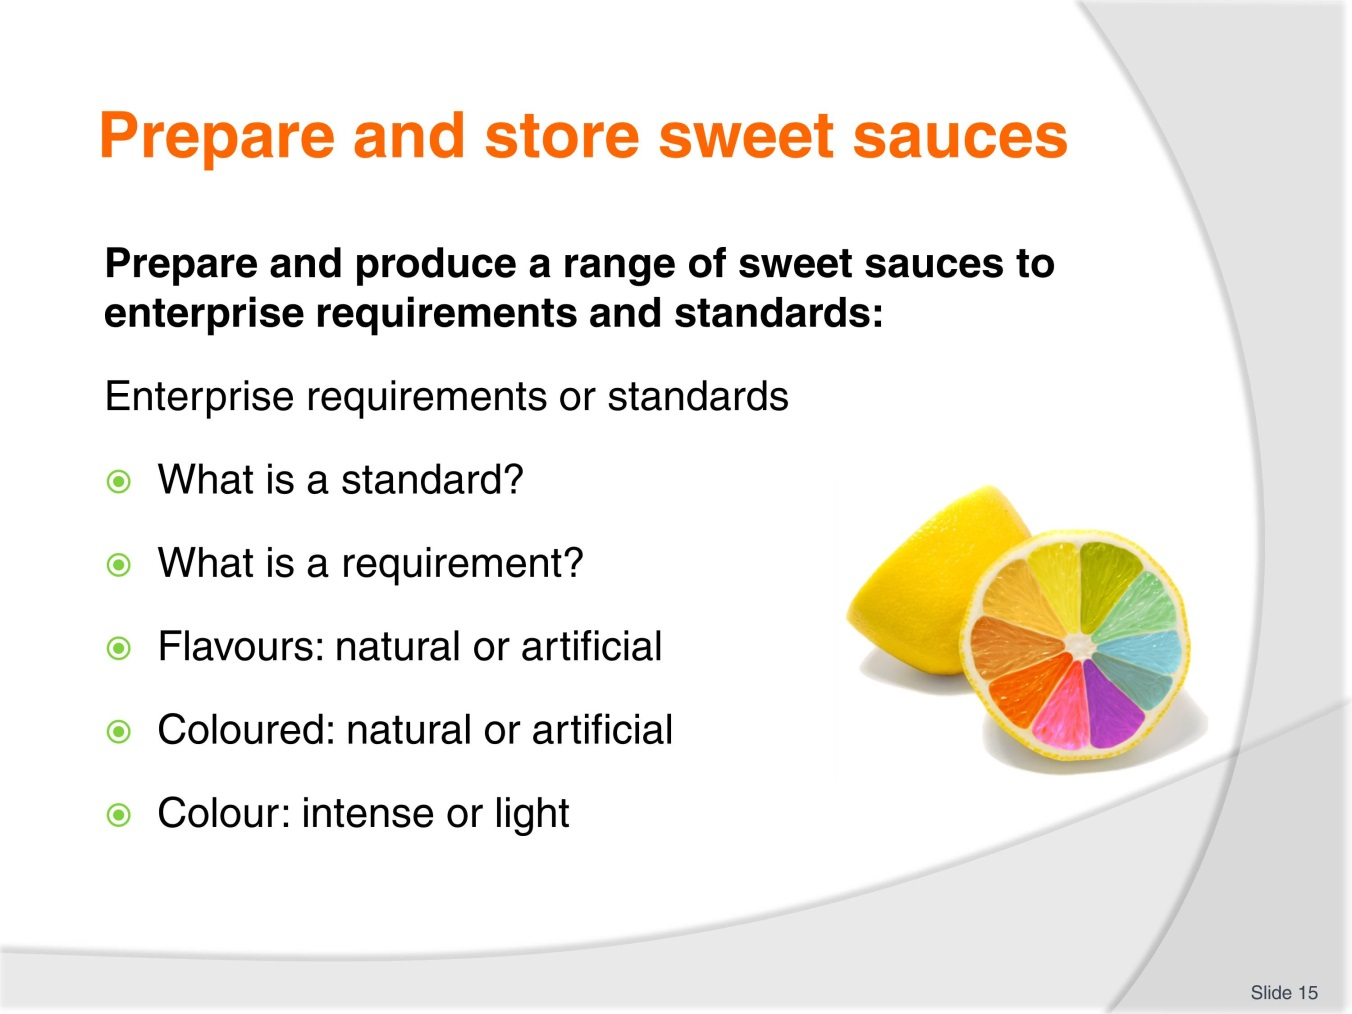 Prepare and store sweet sauces
Prepare and produce a range of sweet sauces to
enterprise requirements and standards:
Enterprise requirements or standards
What is a standard?
What is a requirement?
Flavours: natural or artificial
Coloured: natural or artificial
Colour: intense or light
Slide 15